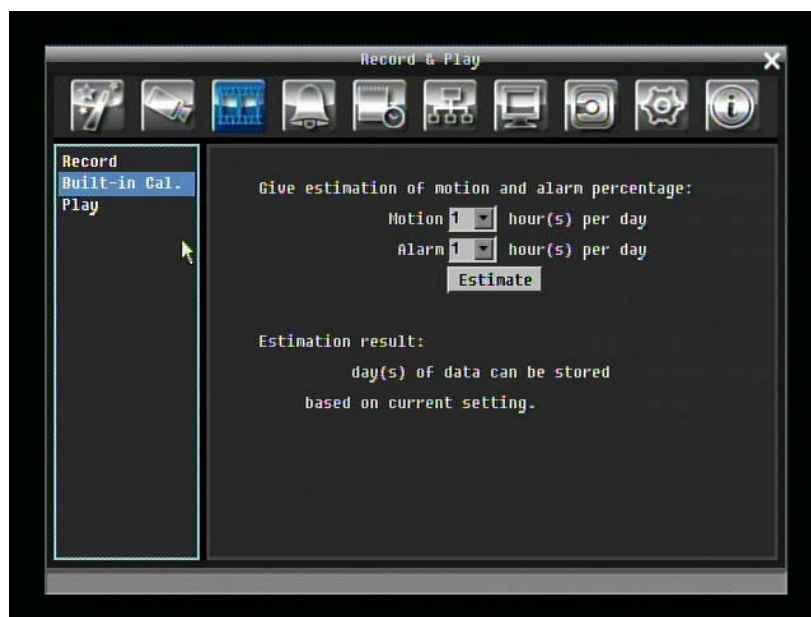 Record & Play
Record
Built-in Cal.
Play
Give estimation of motion and alarm percentage:
Motion 1 hour(s) per day
Alarm 1 hour(s) per day
Estimate
Estimation result:
day(s) of data can be stored
based on current setting.